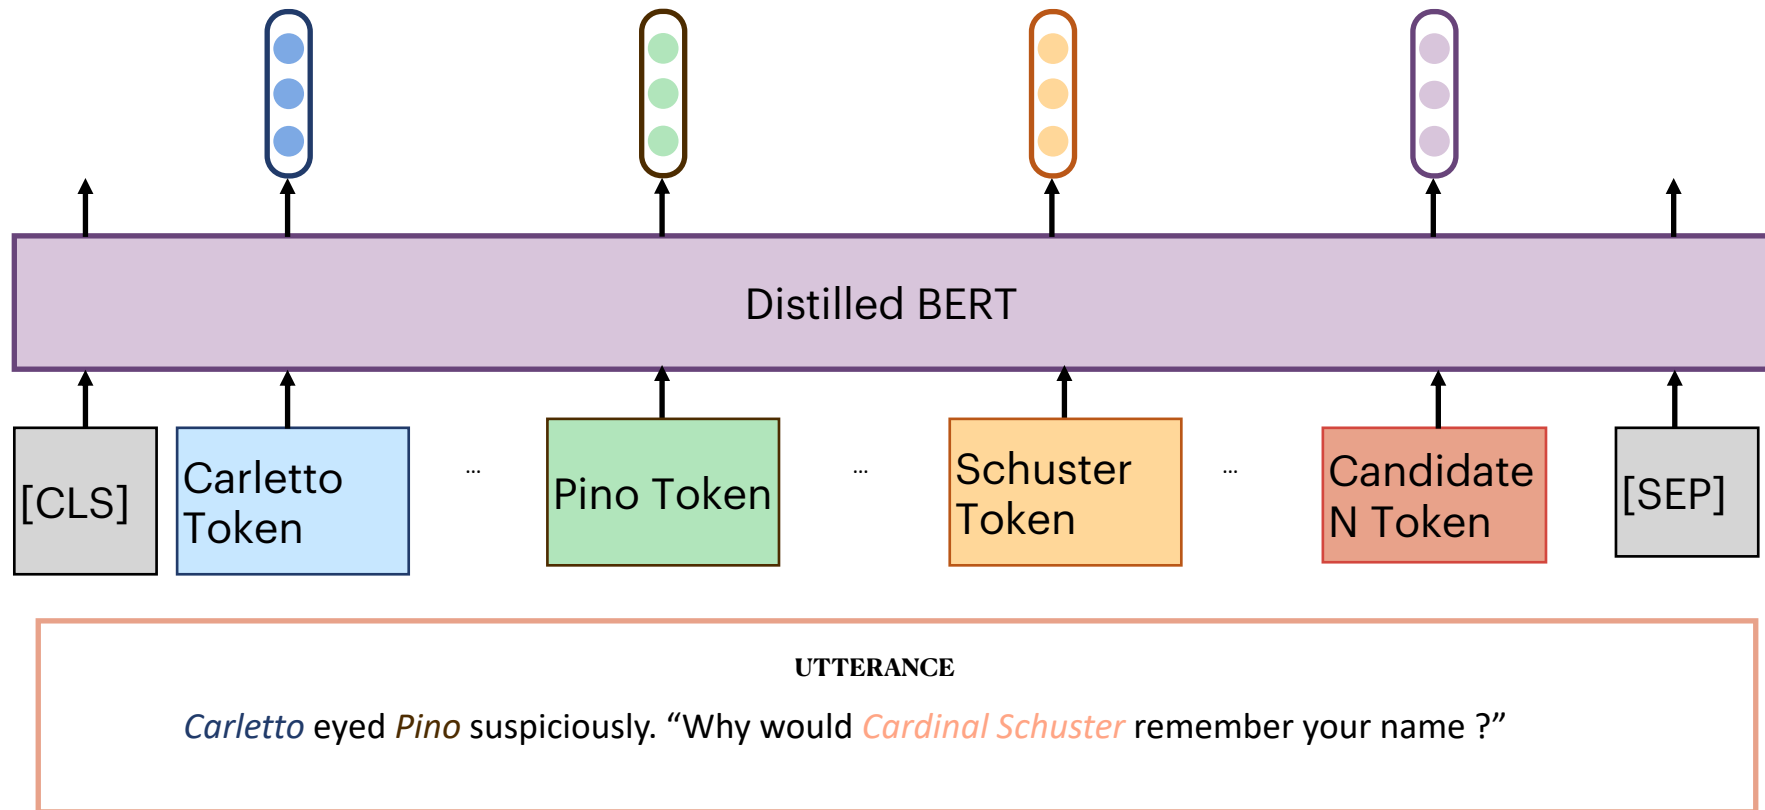 Distilled BERT
[CLS]
Carletto
Token
...
Pino Token
...
Schuster
Token
...
Candidate
N Token
[SEP]
UTTERANCE
Carletto eyed Pino suspiciously. “Why would Cardinal Schuster remember your name ?”